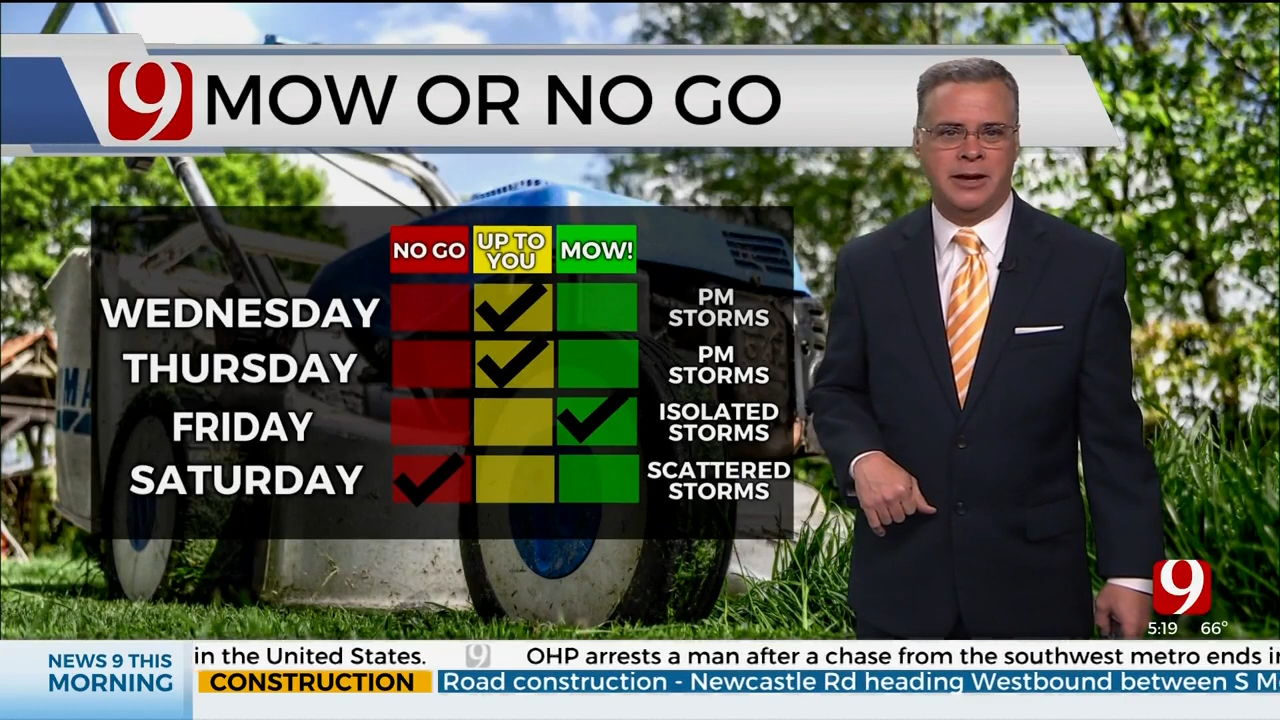 9 MOW OR NO GO
NO GO
UP TO
YOU
MOW!
WEDNESDAY
PM
STORMS
THURSDAY
PM
STORMS
FRIDAY
ISOLATED
STORMS
SATURDAY
SCATTERED
STORMS
9
5:19 66°
NEWS 9 THIS
MORNING
in the United States. 9 OHP arrests a man after a chase from the southwest metro ends
CONSTRUCTION
Road construction - Newcastle Rd heading Westbound between S